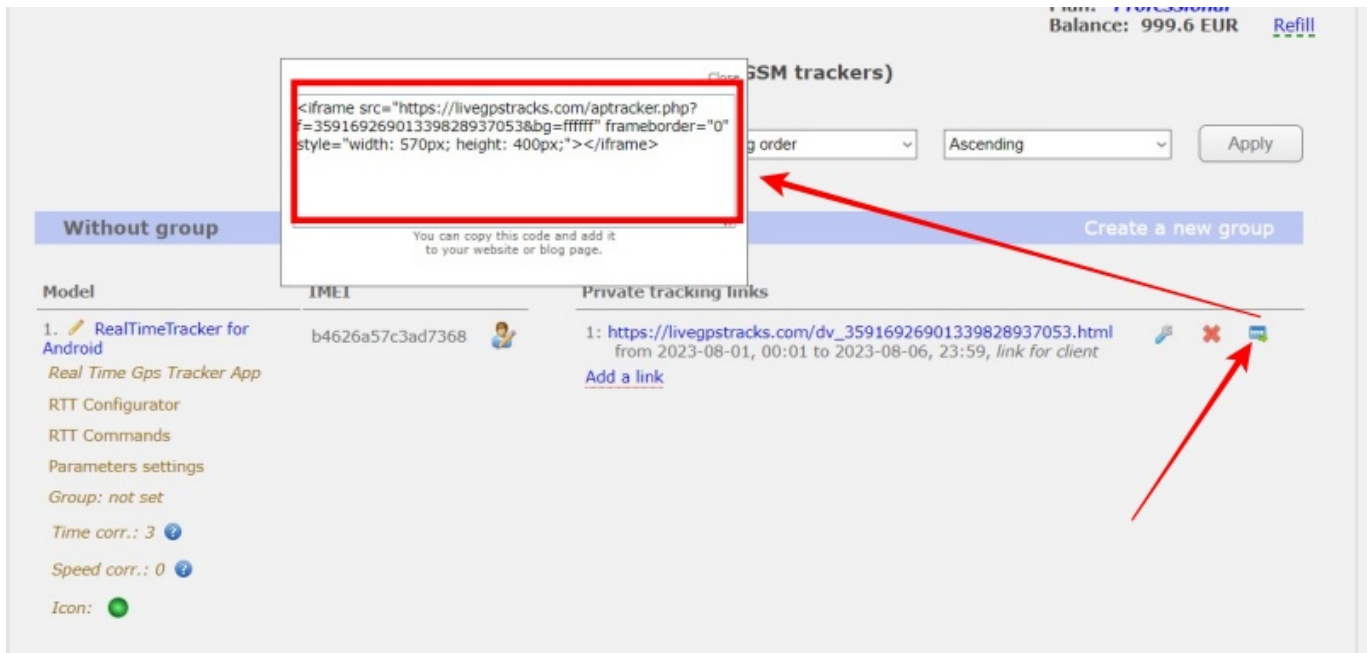 Plan: Professional
Balance: 999.6 EUR Refill
Close
GSM trackers)
<iframe src="https://livegpstracks.com/aptracker.php?
f=35916926901339828937053&bg=ffffff" frameborder="0"
style="width: 570px; height: 400px;"></iframe>
g order
Ascending
Apply
You can copy this code and add it
to your website or blog page.
Without group
Create a new group
Model
IMEI
Private tracking links
1. RealTimeTracker for
Android
b4626a57c3ad7368
1: https://livegpstracks.com/dv_35916926901339828937053.html
from 2023-08-01, 00:01 to 2023-08-06, 23:59, link for client
Add a link
Real Time Gps Tracker App
RTT Configurator
RTT Commands
Parameters settings
Group: not set
Time corr.: 3 ?
Speed corr.: 0 ?
Icon: